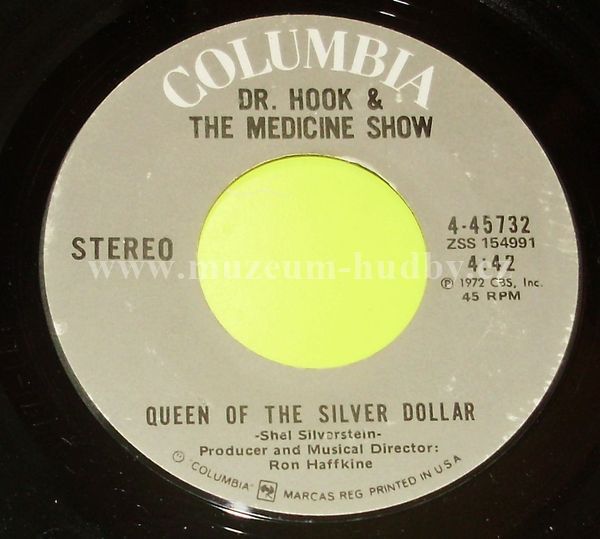 COLUMBIA
DR. HOOK &
THE MEDICINE SHOW
STEREO
4-45732
ZSS 154991
4:42
Ⓟ 1972 CBS, Inc.
45 RPM
www.muzeum-hudby.cz
QUEEN OF THE SILVER DOLLAR
-Shel Silverstein-
Producer and Musical Director:
Ron Haffkine
© "COLUMBIA" MARCAS REG. PRINTED IN U.S.A.